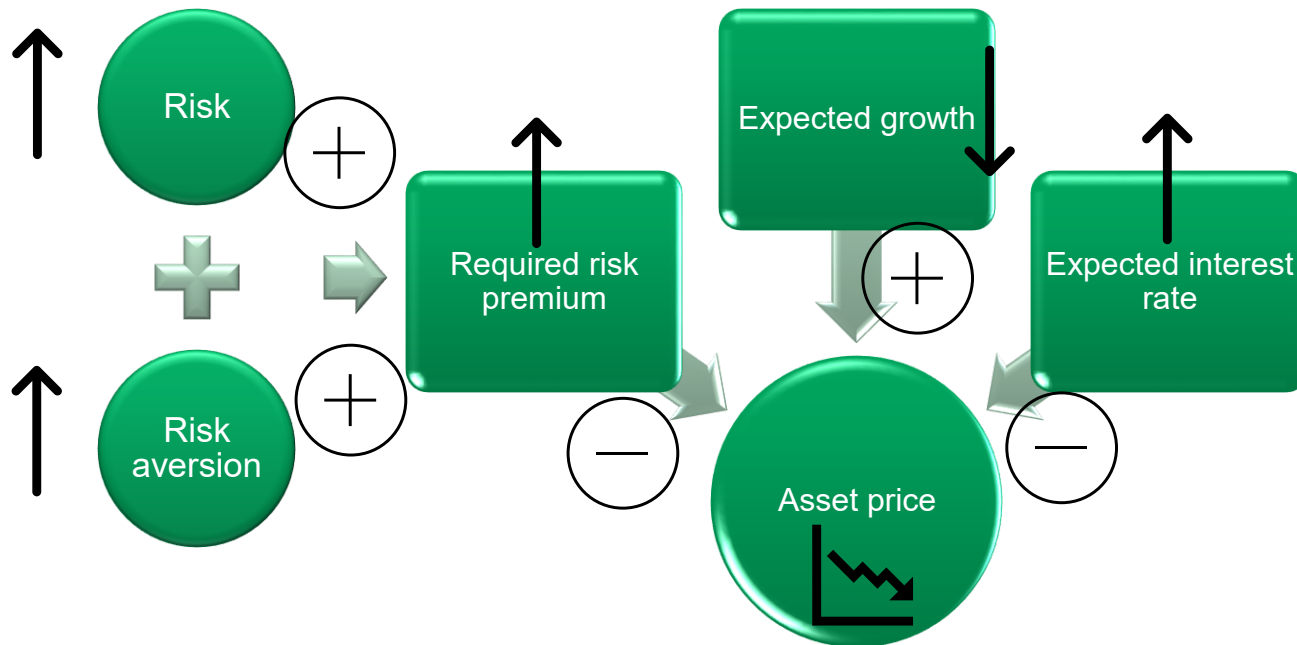 Risk
Risk
aversion
Required risk
premium
Expected growth
Expected interest
rate
Asset price